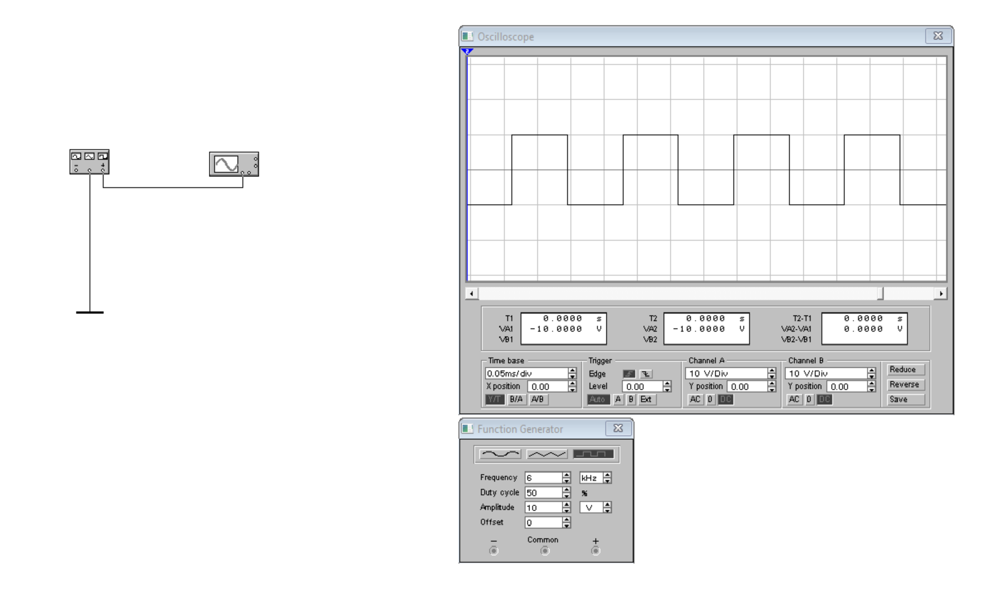 Oscilloscope
2
T1 0.0000 s T2 0.0000 s T2-T1 0.0000 s
VA1 -10.0000 V VA2 -10.0000 V VA2-VA1 0.0000 V
VB1 VB2 VB2-VB1
Time base Trigger Channel A Channel B
0.05ms/div Edge 10 V/Div 10 V/Div Reduce
X position 0.00 Level 0.00 Y position 0.00 Y position 0.00 Reverse
Y/T B/A A/B Auto A B Ext AC 0 DC AC 0 DC Save
Function Generator
Frequency 6 kHz
Duty cycle 50 %
Amplitude 10 V
Offset 0
− Common +
− +